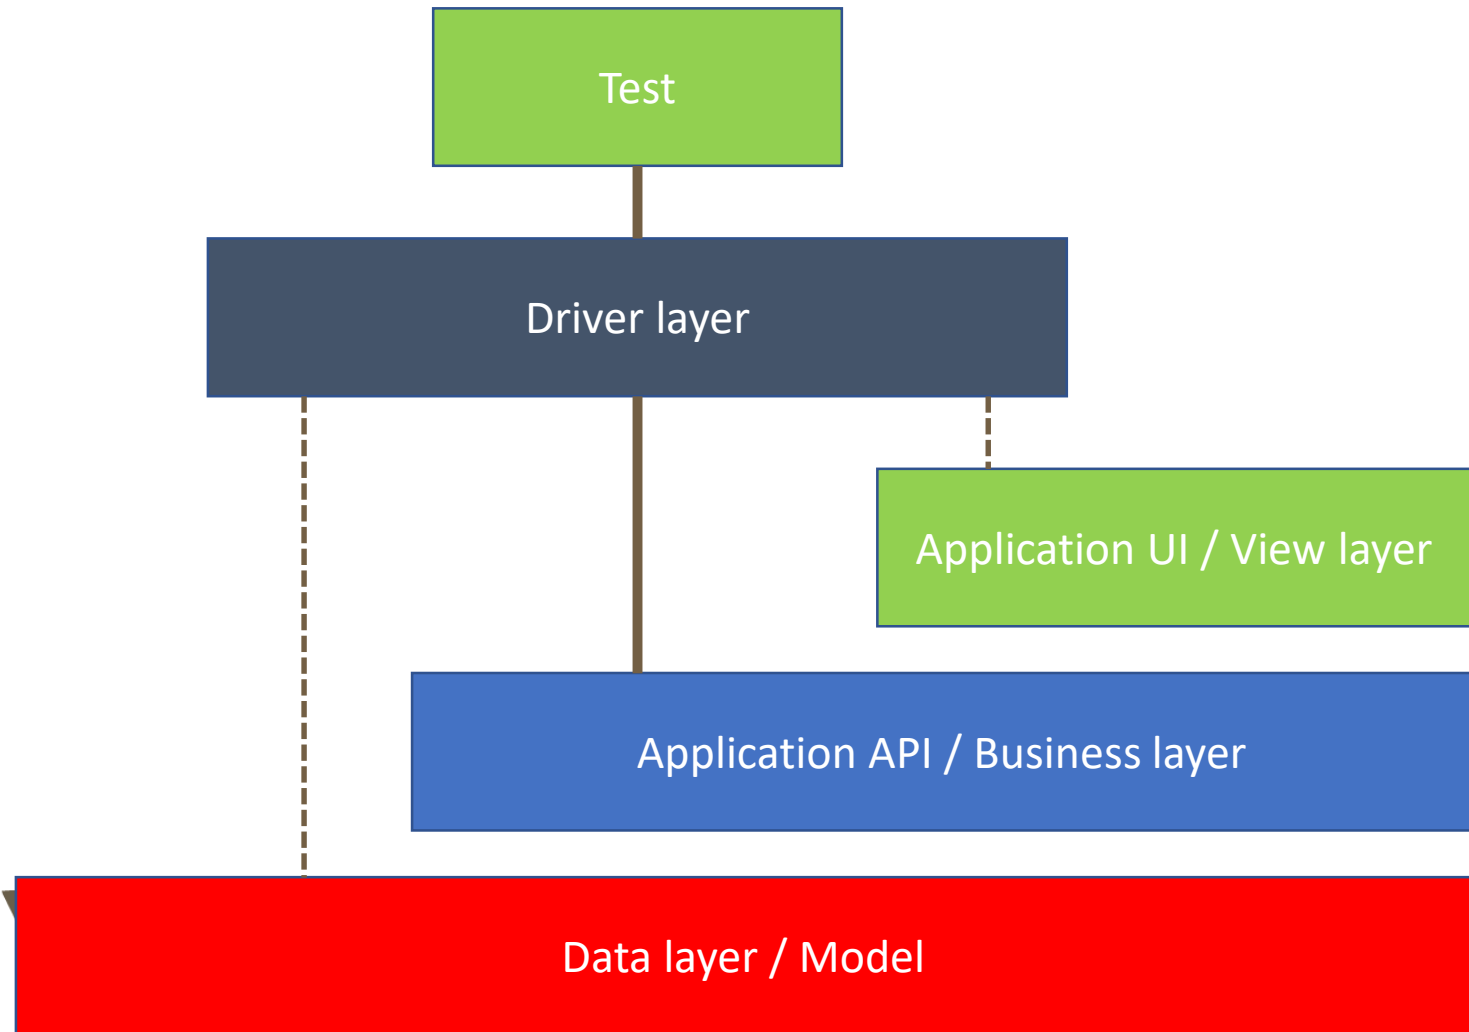 Test
Driver layer
Application UI / View layer
Application API / Business layer
Data layer / Model